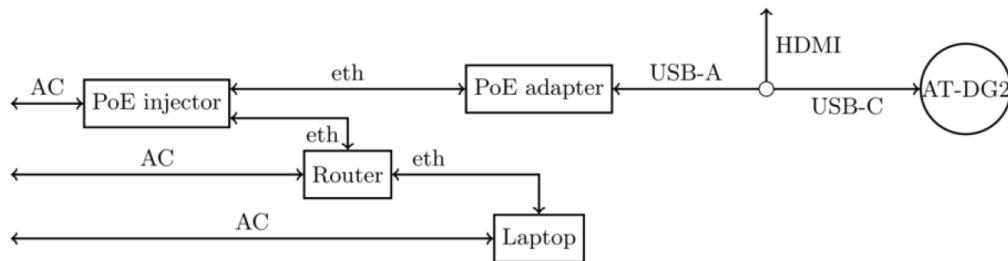 HDMI
AC
eth
USB-A
PoE injector
PoE adapter
AT-DG2
USB-C
eth
AC
eth
Router
AC
Laptop